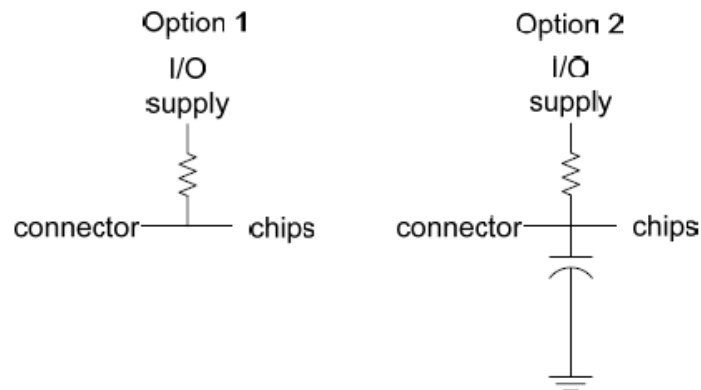 Option 1
I/O
supply
connector
chips
Option 2
I/O
supply
connector
chips